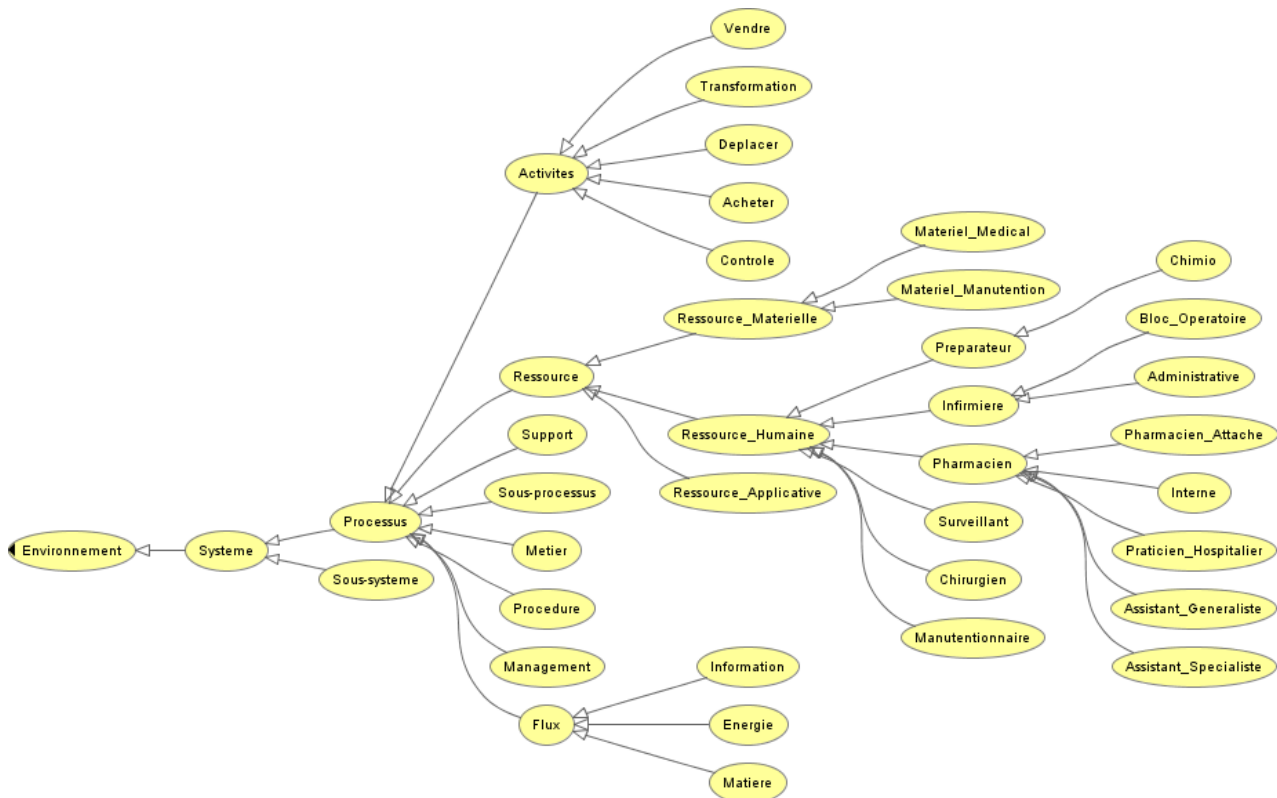 Vendre
Transformation
Deplacer
Activites
Acheter
Controle
Materiel_Medical
Chimio
Materiel_Manutention
Ressource_Materielle
Bloc_Operatoire
Preparateur
Ressource
Administrative
Infirmiere
Support
Ressource_Humaine
Pharmacien_Attache
Pharmacien
Sous-processus
Ressource_Applicative
Interne
Processus
Surveillant
Environnement
Systeme
Metier
Praticien_Hospitalier
Sous-systeme
Chirurgien
Procedure
Assistant_Generaliste
Manutentionnaire
Management
Information
Assistant_Specialiste
Flux
Energie
Matiere